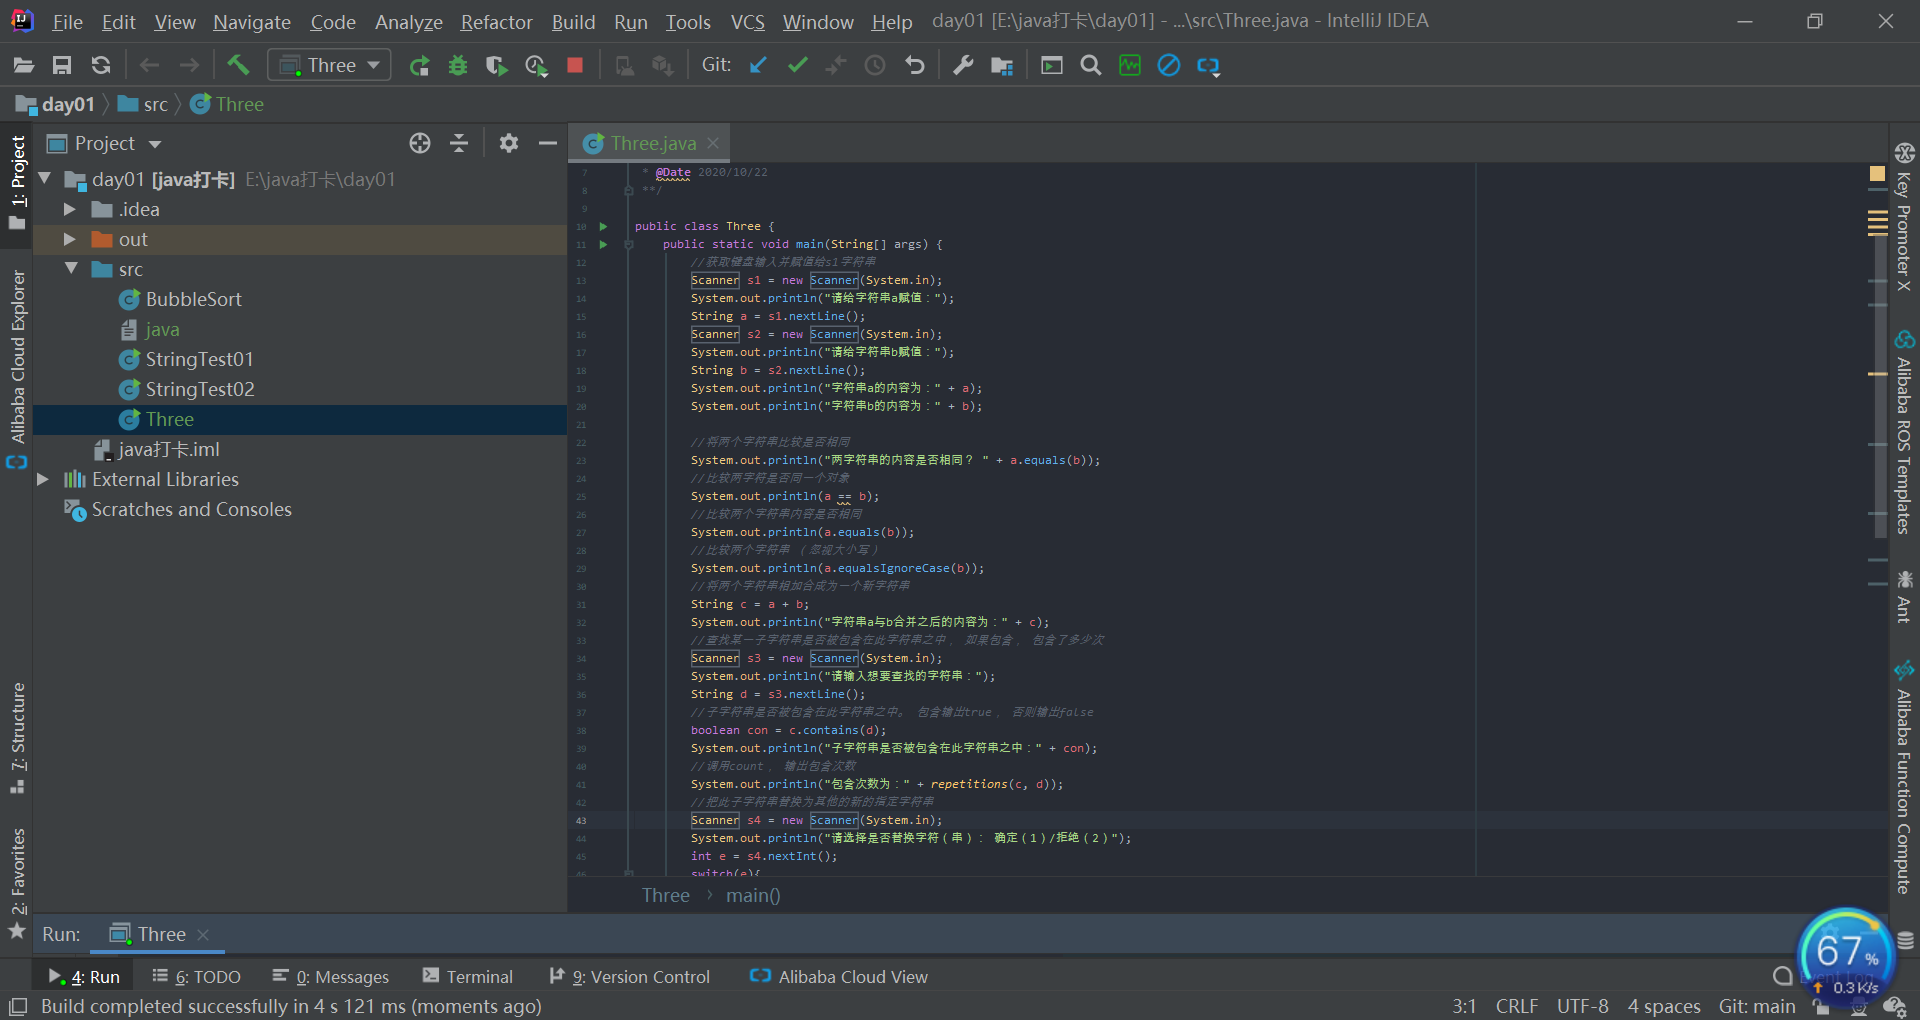 File Edit View Navigate Code Analyze Refactor Build Run Tools VCS Window Help day01 [E:\java打卡\day01] - ...\src\Three.java - IntelliJ IDEA
Three Git:
day01 src Three
1: Project
Project
Three.java
day01 [java打卡] E:\java打卡\day01
.idea
out
src
BubbleSort
java
StringTest01
StringTest02
Three
java打卡.iml
External Libraries
Scratches and Consoles
Alibaba Cloud Explorer
7: Structure
2: Favorites
7 * @Date 2020/10/22
8 **/
9
10 public class Three {
11 public static void main(String[] args) {
12 //获取键盘输入并赋值给s1字符串
13 Scanner s1 = new Scanner(System.in);
14 System.out.println("请给字符串a赋值：");
15 String a = s1.nextLine();
16 Scanner s2 = new Scanner(System.in);
17 System.out.println("请给字符串b赋值：");
18 String b = s2.nextLine();
19 System.out.println("字符串a的内容为：" + a);
20 System.out.println("字符串b的内容为：" + b);
21
22 //将两个字符串比较是否相同
23 System.out.println("两字符串的内容是否相同？ " + a.equals(b));
24 //比较两字符是否同一个对象
25 System.out.println(a == b);
26 //比较两个字符串内容是否相同
27 System.out.println(a.equals(b));
28 //比较两个字符串 （忽视大小写）
29 System.out.println(a.equalsIgnoreCase(b));
30 //将两个字符串相加合成为一个新字符串
31 String c = a + b;
32 System.out.println("字符串a与b合并之后的内容为：" + c);
33 //查找某一子字符串是否被包含在此字符串之中， 如果包含， 包含了多少次
34 Scanner s3 = new Scanner(System.in);
35 System.out.println("请输入想要查找的字符串：");
36 String d = s3.nextLine();
37 //子字符串是否被包含在此字符串之中。 包含输出true， 否则输出false
38 boolean con = c.contains(d);
39 System.out.println("子字符串是否被包含在此字符串之中：" + con);
40 //调用count， 输出包含次数
41 System.out.println("包含次数为：" + repetitions(c, d));
42 //把此子字符串替换为其他的新的指定字符串
43 Scanner s4 = new Scanner(System.in);
44 System.out.println("请选择是否替换字符（串）： 确定（1）/拒绝（2）");
45 int e = s4.nextInt();
46 switch(e){
Three main()
Key Promoter X
Alibaba ROS Templates
Ant
Alibaba Function Compute
Run: Three
67%
0.3K/s
4: Run 6: TODO 0: Messages Terminal 9: Version Control Alibaba Cloud View
Build completed successfully in 4 s 121 ms (moments ago) 3:1 CRLF UTF-8 4 spaces Git: main